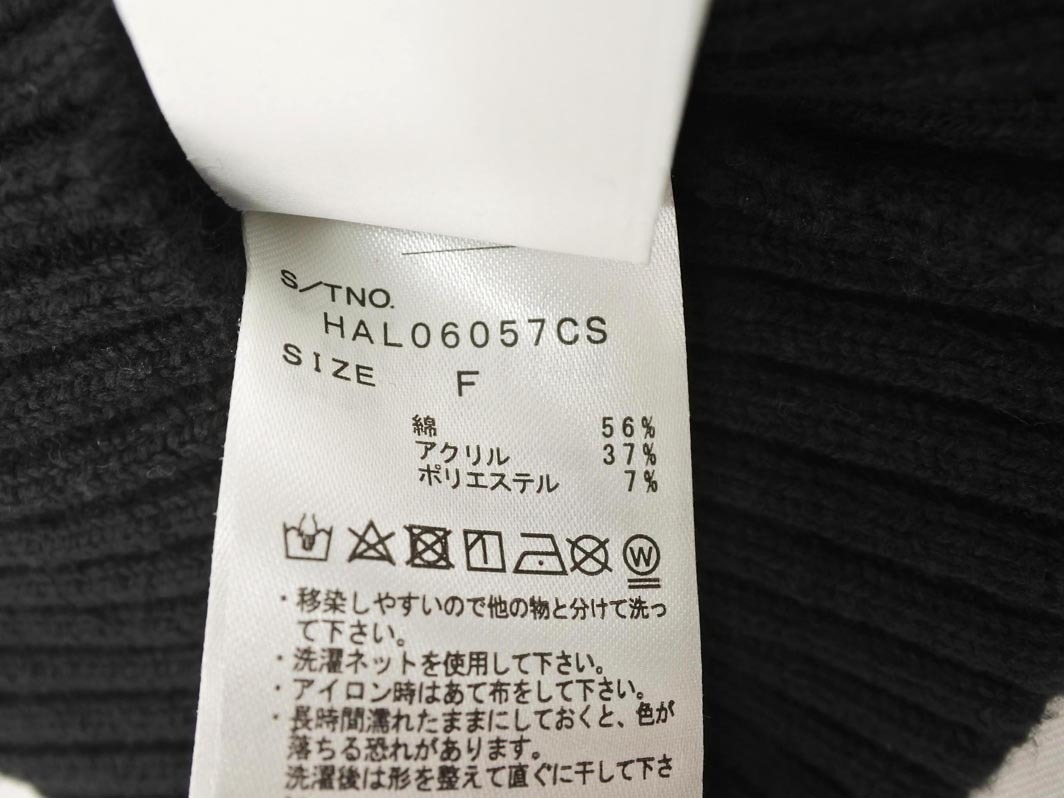 S/TNO.
HAL06057CS
SIZE F
綿 56%
アクリル 37%
ポリエステル 7%
W
・移染しやすいので他の物と分けて洗っ
て下さい。
・洗濯ネットを使用して下さい。
・アイロン時はあて布をして下さい。
・長時間濡れたままにしておくと、色が
落ちる恐れがあります。
洗濯後は形を整えて直ぐに干して下さ